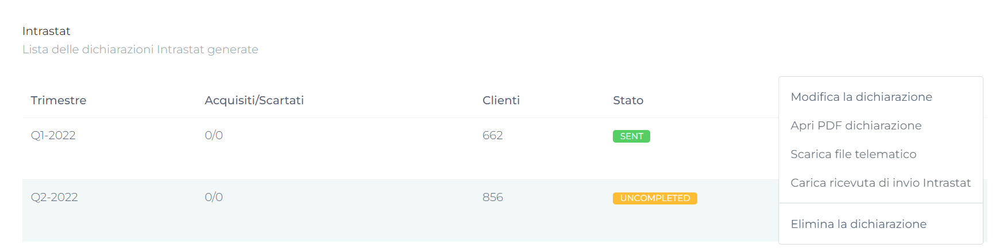 Intrastat
Lista delle dichiarazioni Intrastat generate
Trimestre Acquisiti/Scartati Clienti Stato
Q1-2022 0/0 662 SENT
Q2-2022 0/0 856 UNCOMPLETED
Modifica la dichiarazione
Apri PDF dichiarazione
Scarica file telematico
Carica ricevuta di invio Intrastat
Elimina la dichiarazione